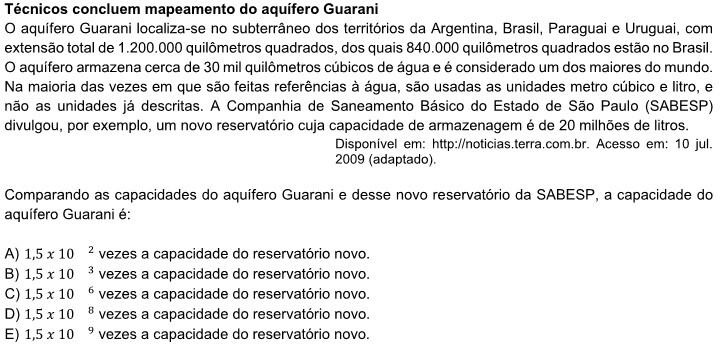 Técnicos concluem mapeamento do aquífero Guarani
O aquífero Guarani localiza-se no subterrâneo dos territórios da Argentina, Brasil, Paraguai e Uruguai, com
extensão total de 1.200.000 quilômetros quadrados, dos quais 840.000 quilômetros quadrados estão no Brasil.
O aquífero armazena cerca de 30 mil quilômetros cúbicos de água e é considerado um dos maiores do mundo.
Na maioria das vezes em que são feitas referências à água, são usadas as unidades metro cúbico e litro, e
não as unidades já descritas. A Companhia de Saneamento Básico do Estado de São Paulo (SABESP)
divulgou, por exemplo, um novo reservatório cuja capacidade de armazenagem é de 20 milhões de litros.
Disponível em: http://noticias.terra.com.br. Acesso em: 10 jul.
2009 (adaptado).
Comparando as capacidades do aquífero Guarani e desse novo reservatório da SABESP, a capacidade do
aquífero Guarani é:
A) 1,5 x 10 ² vezes a capacidade do reservatório novo.
B) 1,5 x 10 ³ vezes a capacidade do reservatório novo.
C) 1,5 x 10 ⁶ vezes a capacidade do reservatório novo.
D) 1,5 x 10 ⁸ vezes a capacidade do reservatório novo.
E) 1,5 x 10 ⁹ vezes a capacidade do reservatório novo.